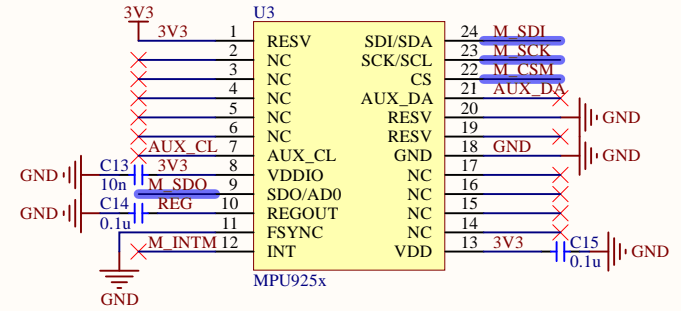 3V3
U3
3V3 1 RESV SDI/SDA 24 M_SDI
2 NC SCK/SCL 23 M_SCK
3 NC CS 22 M_CSM
4 NC AUX_DA 21 AUX_DA
5 NC RESV 20 GND
6 NC RESV 19
AUX_CL 7 AUX_CL GND 18 GND GND
GND C13 10n 3V3 8 VDDIO NC 17
M_SDO 9 SDO/AD0 NC 16
GND C14 0.1u REG 10 REGOUT NC 15
11 FSYNC NC 14
M_INTM 12 INT VDD 13 3V3 C15 0.1u GND
GND
MPU925x